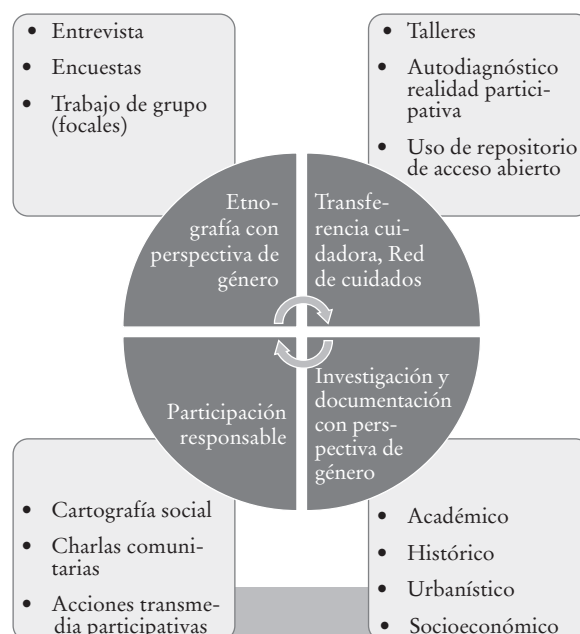 • Entrevista
• Encuestas
• Trabajo de grupo
(focales)
• Talleres
• Autodiagnóstico
realidad partici-
pativa
• Uso de repositorio
de acceso abierto
Etno-
grafía con
perspectiva de
género
Transfe-
rencia cui-
dadora, Red
de cuidados
Participación
responsable
Investigación y
documentación
con pers-
pectiva de
género
• Cartografía social
• Charlas comuni-
tarias
• Acciones transme-
dia participativas
• Académico
• Histórico
• Urbanístico
• Socioeconómico